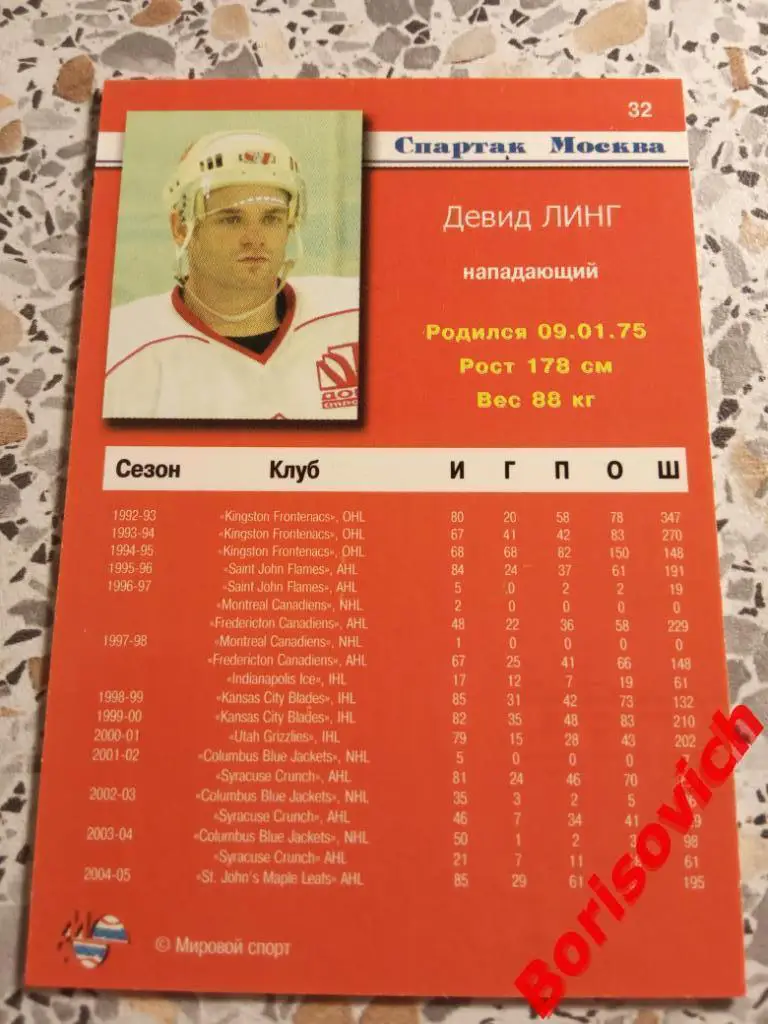 32
Спартак Москва
Девид ЛИНГ
нападающий
Родился 09.01.75
Рост 178 см
Вес 88 кг
Сезон Клуб И Г П О Ш
1992-93 «Kingston Frontenacs», OHL 80 20 58 78 347
1993-94 «Kingston Frontenacs», OHL 67 41 42 83 270
1994-95 «Kingston Frontenacs», OHL 68 68 82 150 148
1995-96 «Saint John Flames», AHL 84 24 37 61 191
1996-97 «Saint John Flames», AHL 5 0 2 2 19
«Montreal Canadiens», NHL 2 0 0 0 0
«Fredericton Canadiens», AHL 48 22 36 58 229
1997-98 «Montreal Canadiens», NHL 1 0 0 0 0
«Fredericton Canadiens», AHL 67 25 41 66 148
«Indianapolis Ice», IHL 17 12 7 19 61
1998-99 «Kansas City Blades», IHL 85 31 42 73 132
1999-00 «Kansas City Blades», IHL 82 35 48 83 210
2000-01 «Utah Grizzlies», IHL 79 15 28 43 202
2001-02 «Columbus Blue Jackets», NHL 5 0 0 0 7
«Syracuse Crunch», AHL 81 24 46 70
2002-03 «Columbus Blue Jackets», NHL 35 3 2 5
«Syracuse Crunch», AHL 46 7 34 41
2003-04 «Columbus Blue Jackets», NHL 50 1 2 3 98
«Syracuse Crunch» AHL 21 7 11 61
2004-05 «St. John's Maple Leafs» AHL 85 29 61 195
© Мировой спорт
Borisovich